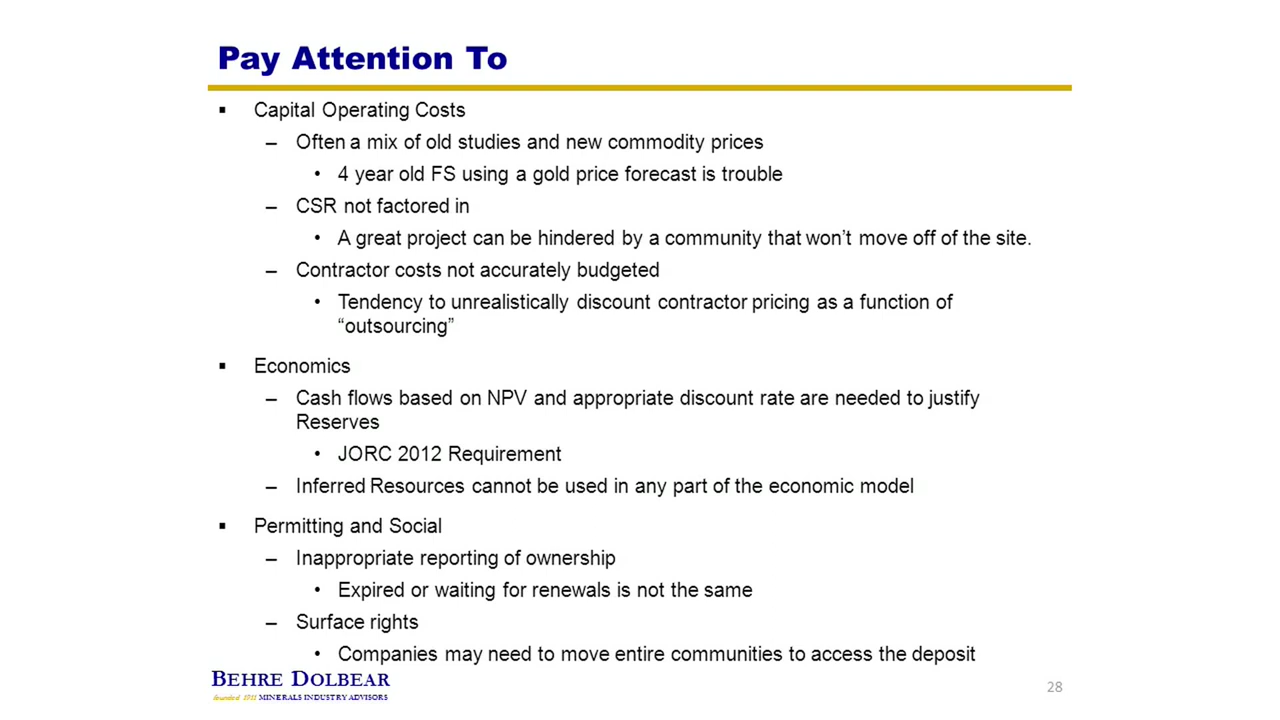 Pay Attention To
▪ Capital Operating Costs
– Often a mix of old studies and new commodity prices
• 4 year old FS using a gold price forecast is trouble
– CSR not factored in
• A great project can be hindered by a community that won’t move off of the site.
– Contractor costs not accurately budgeted
• Tendency to unrealistically discount contractor pricing as a function of
“outsourcing”
▪ Economics
– Cash flows based on NPV and appropriate discount rate are needed to justify
Reserves
• JORC 2012 Requirement
– Inferred Resources cannot be used in any part of the economic model
▪ Permitting and Social
– Inappropriate reporting of ownership
• Expired or waiting for renewals is not the same
– Surface rights
• Companies may need to move entire communities to access the deposit
BEHRE DOLBEAR
founded 1911 MINERALS INDUSTRY ADVISORS
28